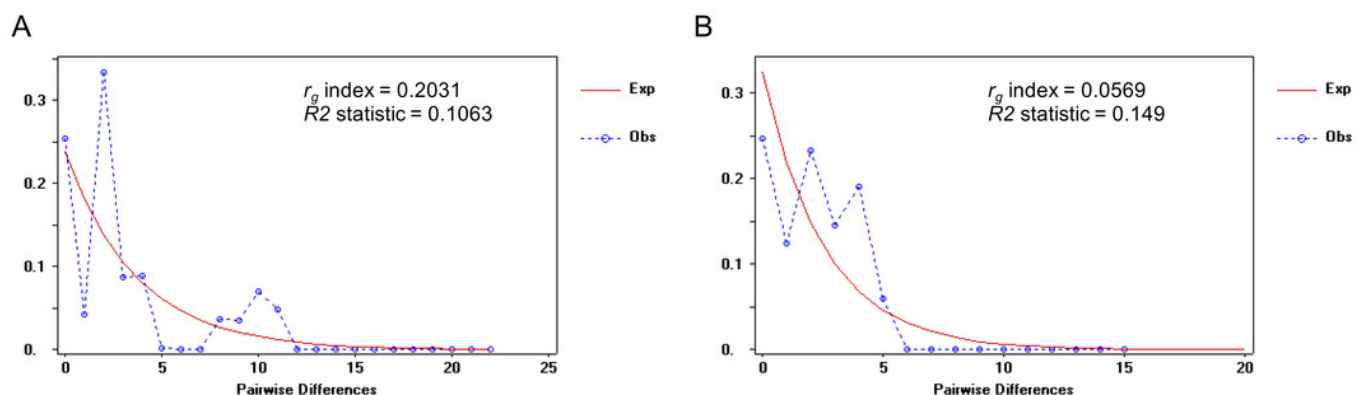 A
B
r_g index = 0.2031
R2 statistic = 0.1063
Exp
Obs
0.3
0.2
0.1
0.
0 5 10 15 20 25
Pairwise Differences
r_g index = 0.0569
R2 statistic = 0.149
Exp
Obs
0.3
0.2
0.1
0.
0 5 10 15 20
Pairwise Differences